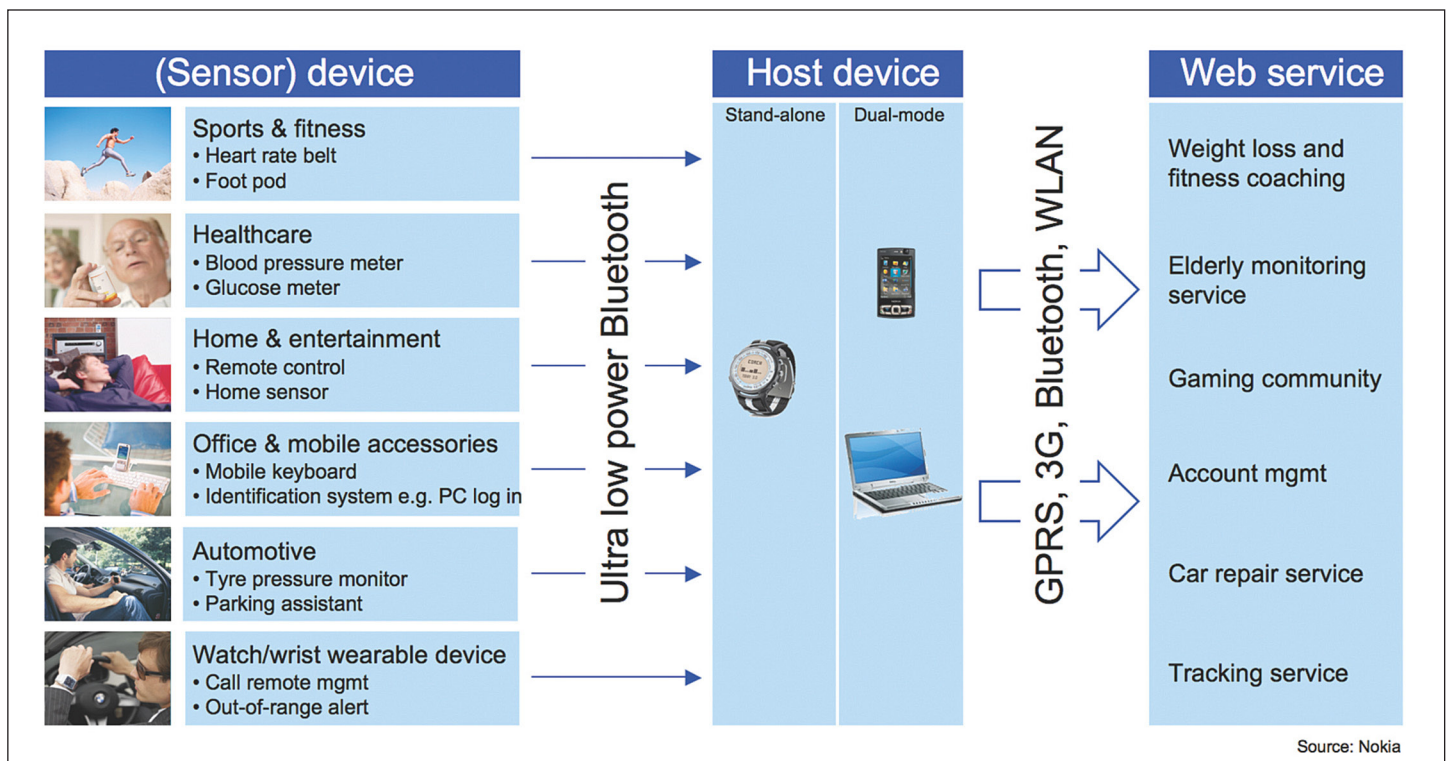 (Sensor) device
Sports & fitness
• Heart rate belt
• Foot pod
Healthcare
• Blood pressure meter
• Glucose meter
Home & entertainment
• Remote control
• Home sensor
Office & mobile accessories
• Mobile keyboard
• Identification system e.g. PC log in
Automotive
• Tyre pressure monitor
• Parking assistant
Watch/wrist wearable device
• Call remote mgmt
• Out-of-range alert
Ultra low power Bluetooth
Host device
Stand-alone
Dual-mode
GPRS, 3G, Bluetooth, WLAN
Web service
Weight loss and
fitness coaching
Elderly monitoring
service
Gaming community
Account mgmt
Car repair service
Tracking service
Source: Nokia